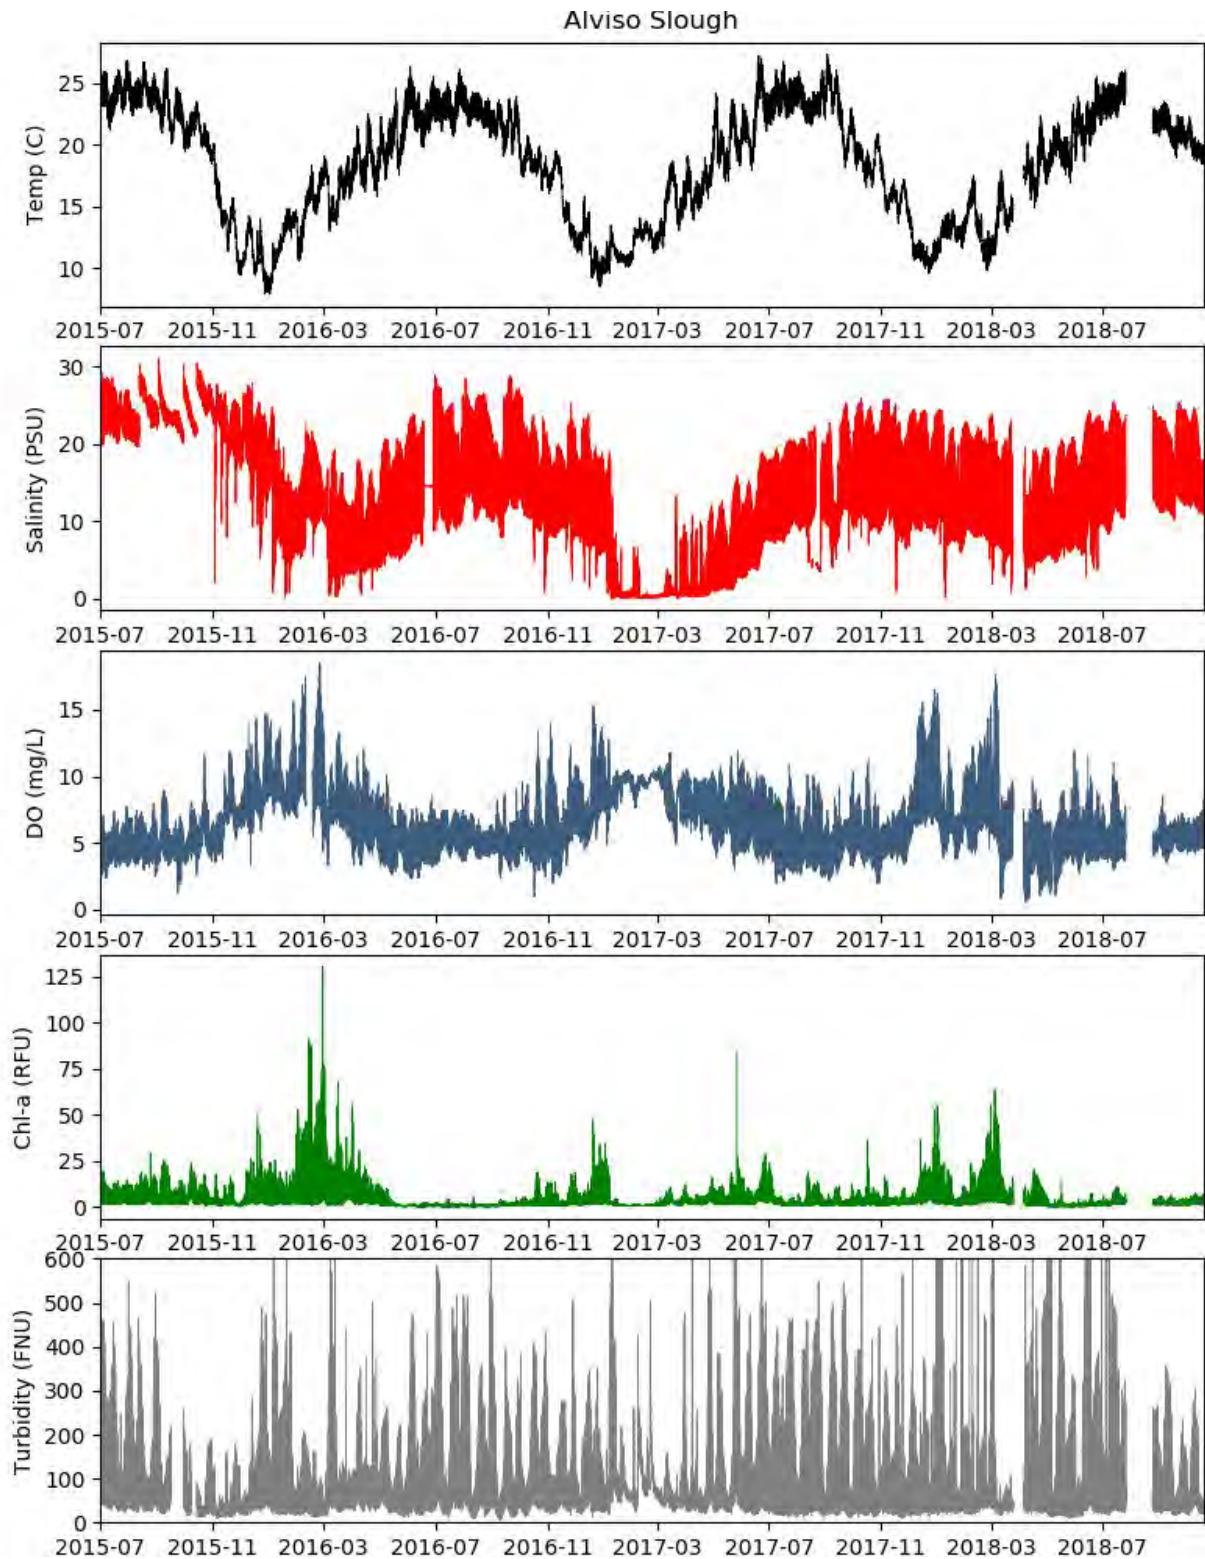 Alviso Slough
25
20
15
10
Temp (C)
2015-07 2015-11 2016-03 2016-07 2016-11 2017-03 2017-07 2017-11 2018-03 2018-07
30
20
10
0
Salinity (PSU)
2015-07 2015-11 2016-03 2016-07 2016-11 2017-03 2017-07 2017-11 2018-03 2018-07
15
10
5
0
DO (mg/L)
2015-07 2015-11 2016-03 2016-07 2016-11 2017-03 2017-07 2017-11 2018-03 2018-07
125
100
75
50
25
0
Chl-a (RFU)
2015-07 2015-11 2016-03 2016-07 2016-11 2017-03 2017-07 2017-11 2018-03 2018-07
600
500
400
300
200
100
0
Turbidity (FNU)
2015-07 2015-11 2016-03 2016-07 2016-11 2017-03 2017-07 2017-11 2018-03 2018-07